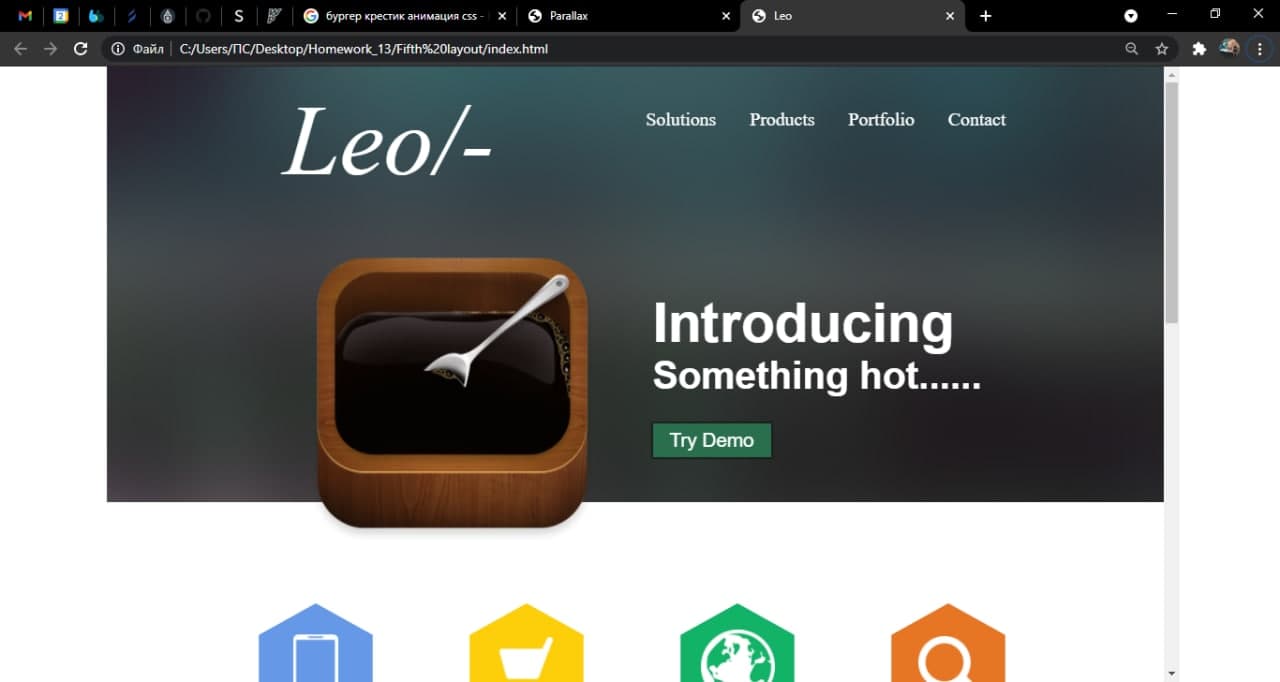 бургер крестик анимация css -
Parallax
Leo
Файл
C:/Users/ПС/Desktop/Homework_13/Fifth%20layout/index.html
Leo/-
Solutions Products Portfolio Contact
Introducing
Something hot......
Try Demo